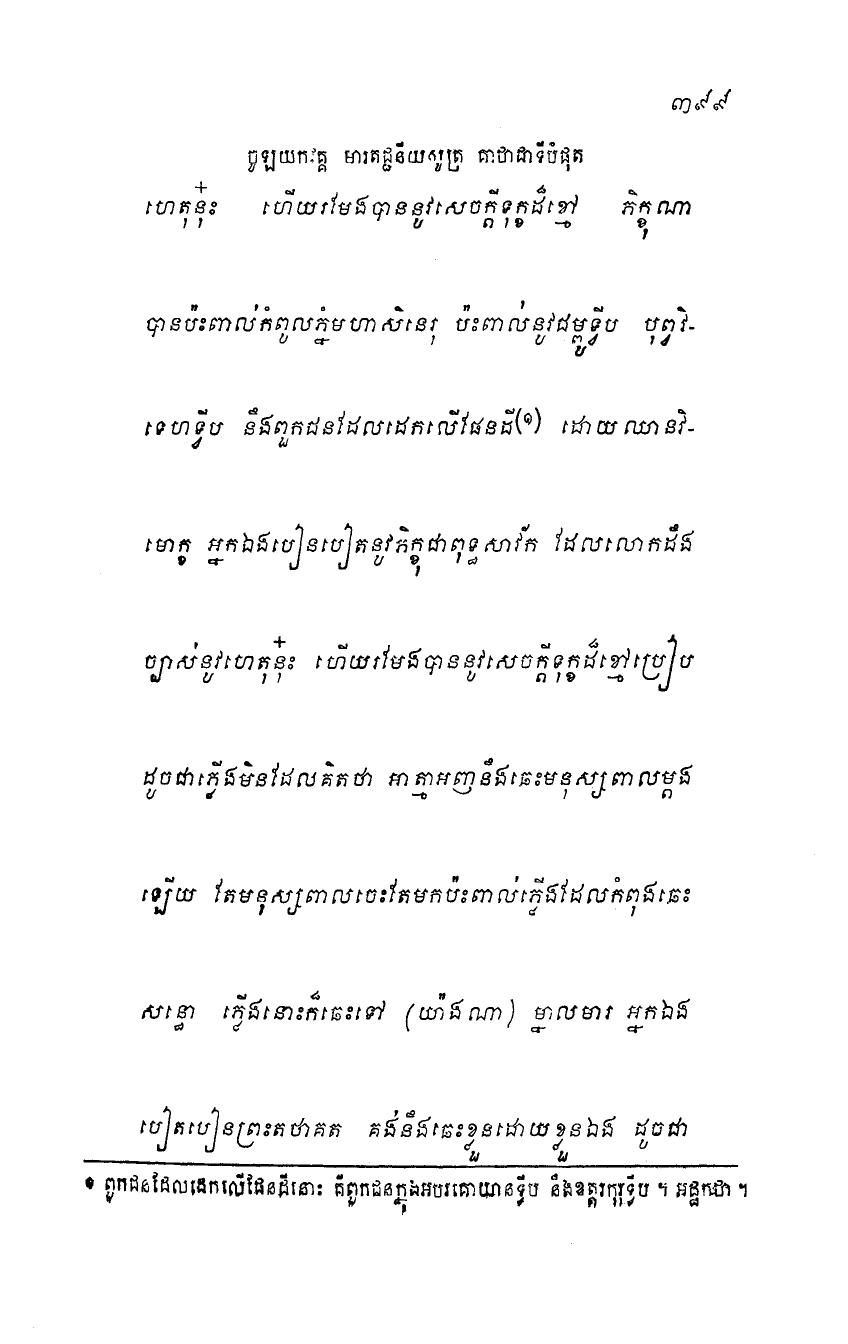 ៣៩៩
ចូឡយកវគ្គ មារតជ្ជនីយសូត្រ គាថាជាទីបំផុត
ហេតុនុ៎ះ ហើយរមែងបាននូវសេចក្តីទុក្ខដ៏ខ្មៅ ភិក្ខុណា
បានប៉ះពាល់កំពូលភ្នំមហាសិនេរុ ប៉ះពាល់នូវជម្ពូទ្វីប បុព្វវិ-
ទេហទ្វីប នឹងពួកជនដែលដេកលើផែនដី(១) ដោយឈានវិ-
មោក្ខ អ្នកឯងបៀនបៀតនូវភិក្ខុជាពុទ្ធសាវ័ក ដែលលោកដឹង
ច្បាស់នូវហេតុនុ៎ះ ហើយរមែងបាននូវសេចក្តីទុក្ខដ៏ខ្មៅប្រៀប
ដូចជាភ្លើងមិនដែលគិតថា អាត្មាអញនឹងឆេះមនុស្សពាលម្តង
ឡើយ តែមនុស្សពាលចេះតែមកប៉ះពាល់ភ្លើងដែលកំពុងឆេះ
សន្ធោ ភ្លើងនោះក៏ឆេះទៅ (យ៉ាងណា) ម្នាលមារ អ្នកឯង
បៀតបៀនព្រះតថាគត គង់នឹងឆេះខ្លួនដោយខ្លួនឯង ដូចជា
១ ពួកជនដែលដេកលើផែនដីនោះ គឺពួកជនក្នុងអបរគោយានទ្វីប នឹងឧត្តរកុរុទ្វីប ។ អដ្ឋកថា ។